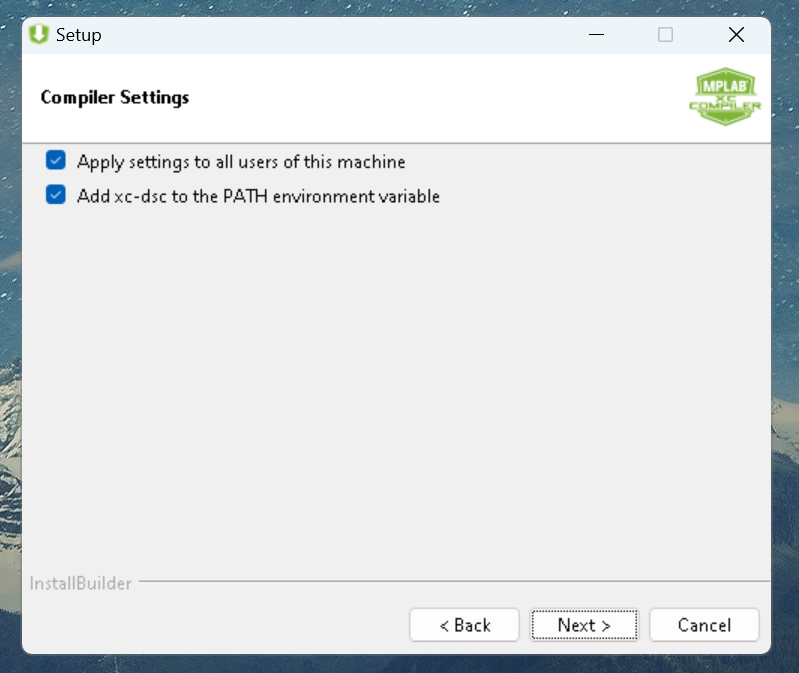 Setup
Compiler Settings
MPLAB®
XC
COMPILER
Apply settings to all users of this machine
Add xc-dsc to the PATH environment variable
InstallBuilder
< Back
Next >
Cancel